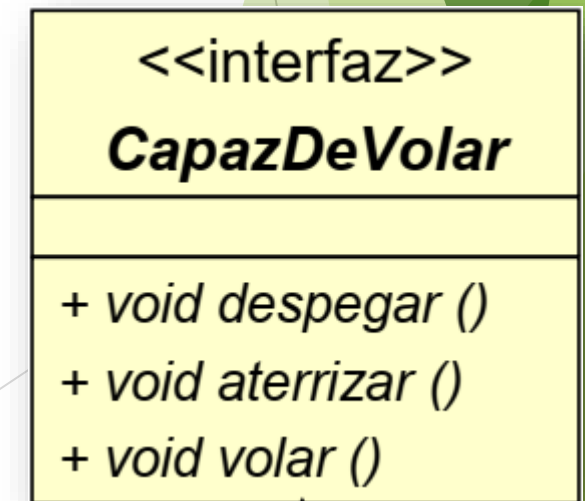 <<interfaz>>
CapazDeVolar
+ void despegar ()
+ void aterrizar ()
+ void volar ()